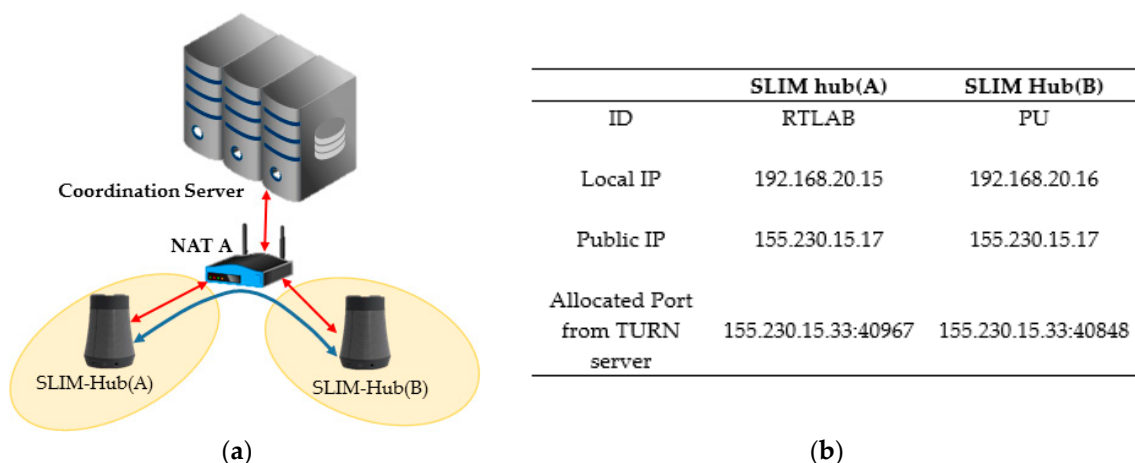 Coordination Server
NAT A
SLIM-Hub(A)
SLIM-Hub(B)
(a)
SLIM hub(A) SLIM Hub(B)
ID RTLAB PU
Local IP 192.168.20.15 192.168.20.16
Public IP 155.230.15.17 155.230.15.17
Allocated Port
from TURN 155.230.15.33:40967 155.230.15.33:40848
server
(b)